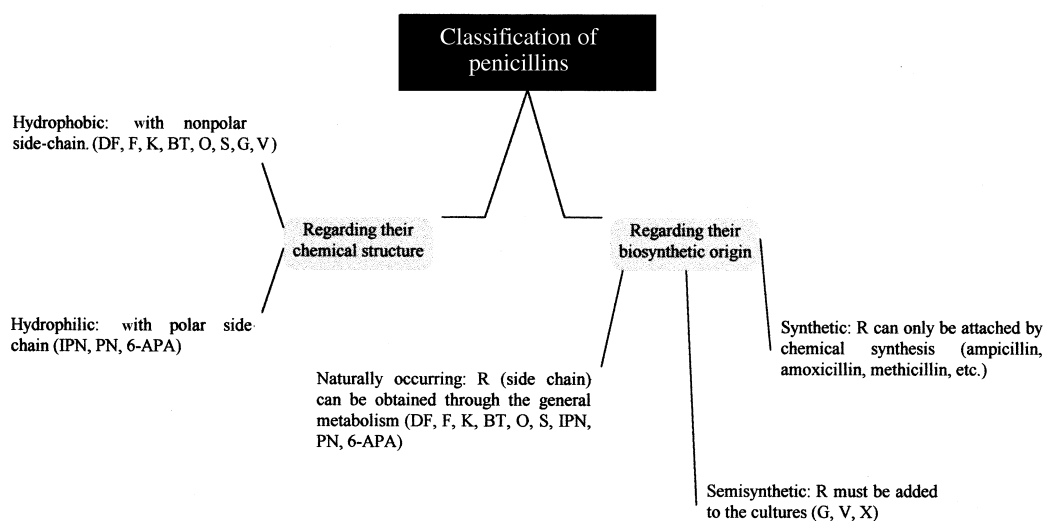 Classification of
penicillins
Hydrophobic: with nonpolar
side-chain. (DF, F, K, BT, O, S, G, V)
Regarding their
chemical structure
Regarding their
biosynthetic origin
Hydrophilic: with polar side
chain (IPN, PN, 6-APA)
Synthetic: R can only be attached by
chemical synthesis (ampicillin,
amoxicillin, methicillin, etc.)
Naturally occurring: R (side chain)
can be obtained through the general
metabolism (DF, F, K, BT, O, S, IPN,
PN, 6-APA)
Semisynthetic: R must be added
to the cultures (G, V, X)